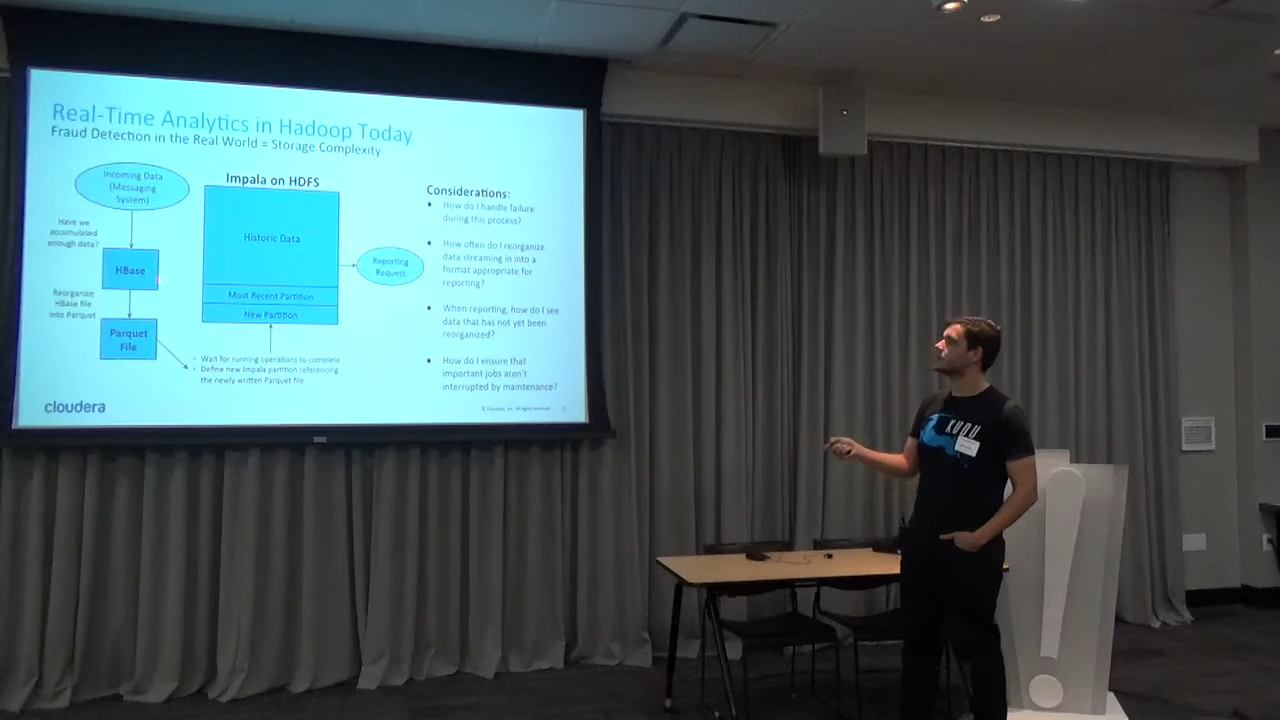 Real-Time Analytics in Hadoop Today
Fraud Detection in the Real World = Storage Complexity
Incoming Data
(Messaging
System)
Have we
accumulated
enough data?
HBase
Reorganize
HBase file
into Parquet
Parquet
File
Impala on HDFS
Historic Data
Most Recent Partition
New Partition
Reporting
Request
• Wait for running operations to complete
• Define new Impala partition referencing
the newly written Parquet file
Considerations:
• How do I handle failure
during this process?
• How often do I reorganize
data streaming in into a
format appropriate for
reporting?
• When reporting, how do I see
data that has not yet been
reorganized?
• How do I ensure that
important jobs aren't
interrupted by maintenance?
cloudera
© Cloudera, Inc. All rights reserved.
KUDU